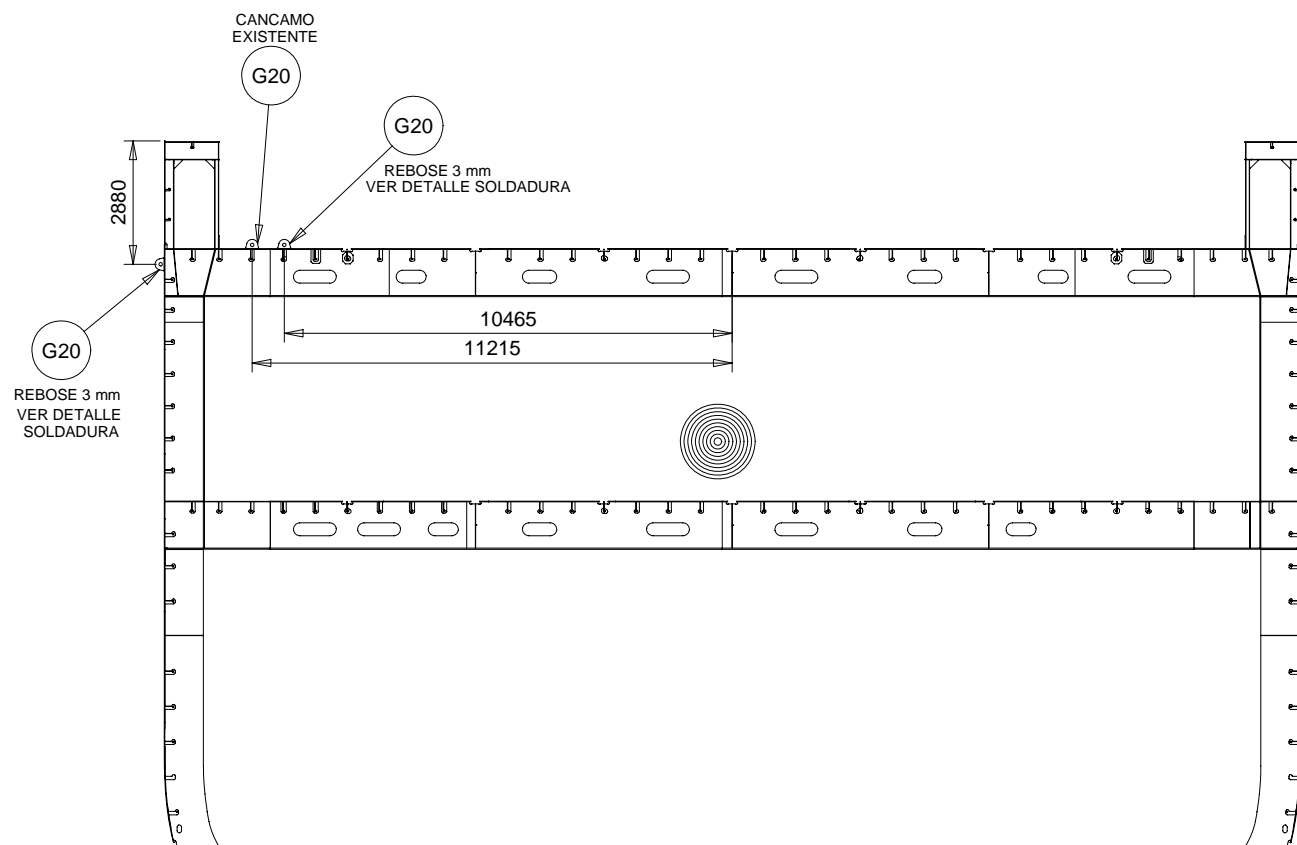 CANCAMO
EXISTENTE
G20
G20
REBOSE 3 mm
VER DETALLE SOLDADURA
2880
10465
11215
G20
REBOSE 3 mm
VER DETALLE
SOLDADURA